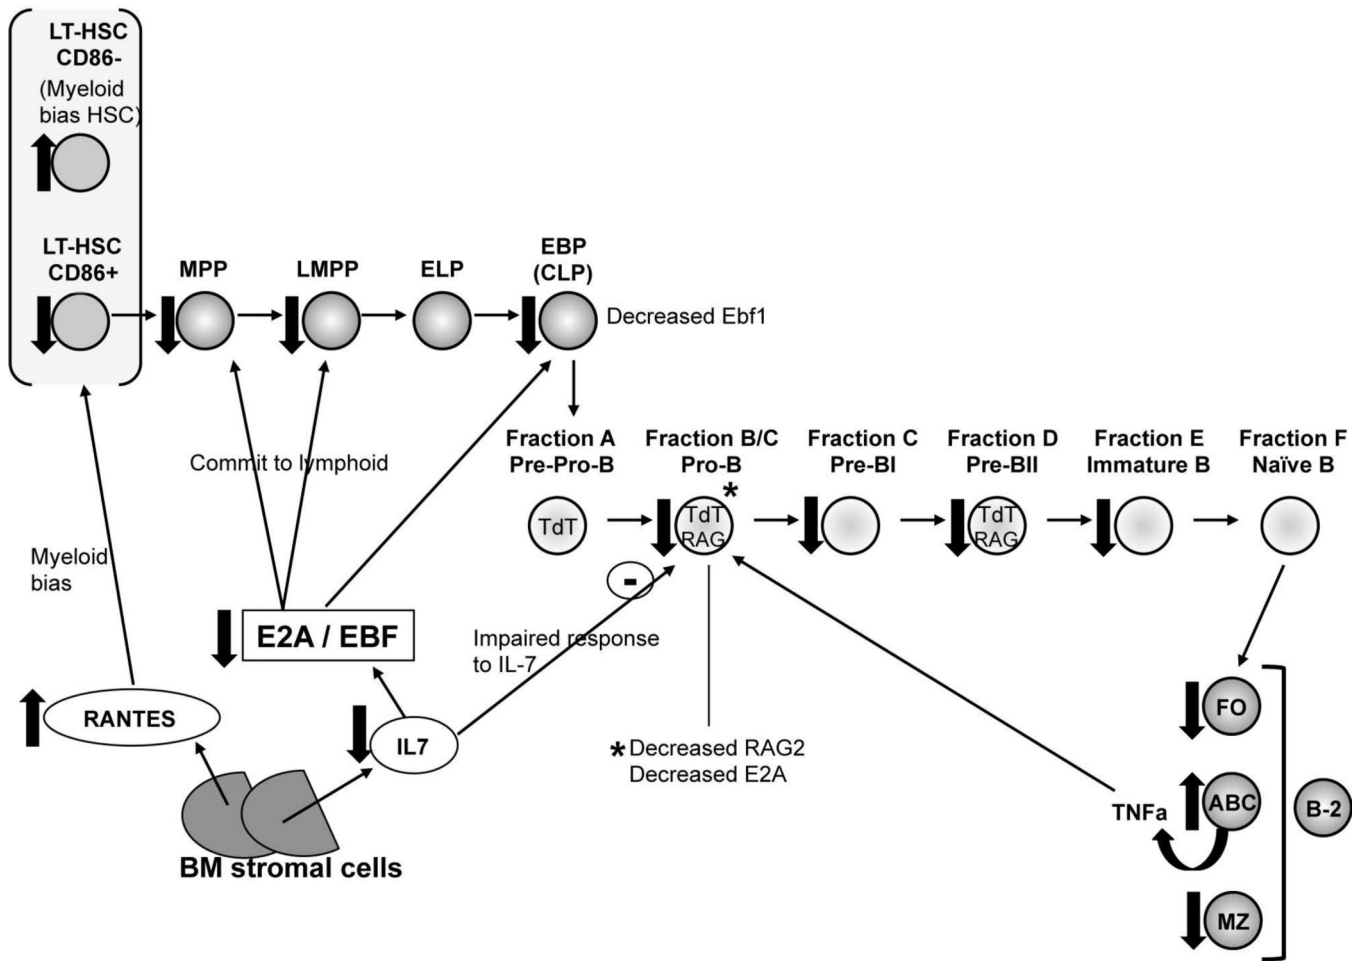 LT-HSC
CD86-
(Myeloid
bias HSC)
LT-HSC
CD86+
MPP
LMPP
ELP
EBP
(CLP)
Decreased Ebf1
Fraction A
Pre-Pro-B
Fraction B/C
Pro-B
Fraction C
Pre-BI
Fraction D
Pre-BII
Fraction E
Immature B
Fraction F
Naïve B
Commit to lymphoid
*
TdT
TdT
RAG
TdT
RAG
Myeloid
bias
-
E2A / EBF
Impaired response
to IL-7
RANTES
IL7
* Decreased RAG2
Decreased E2A
FO
TNFa
ABC
B-2
MZ
BM stromal cells